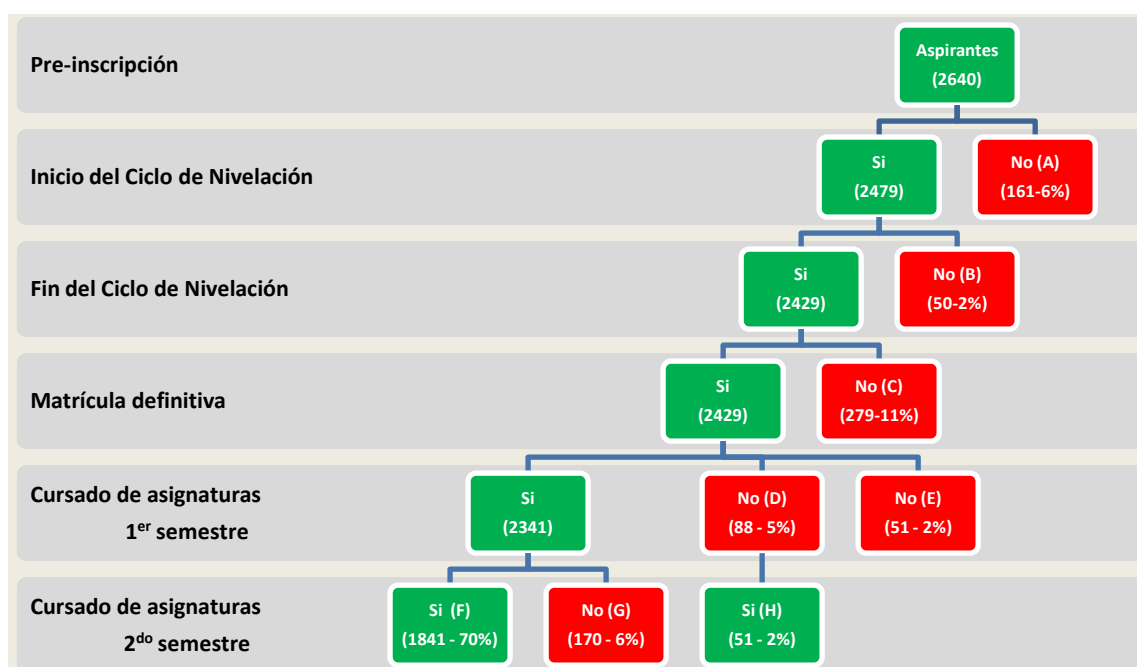 Pre-inscripción
Aspirantes
(2640)
Inicio del Ciclo de Nivelación
Si
(2479)
No (A)
(161-6%)
Fin del Ciclo de Nivelación
Si
(2429)
No (B)
(50-2%)
Matrícula definitiva
Si
(2429)
No (C)
(279-11%)
Cursado de asignaturas
1er semestre
Si
(2341)
No (D)
(88 - 5%)
No (E)
(51 - 2%)
Cursado de asignaturas
2do semestre
Si (F)
(1841 - 70%)
No (G)
(170 - 6%)
Si (H)
(51 - 2%)